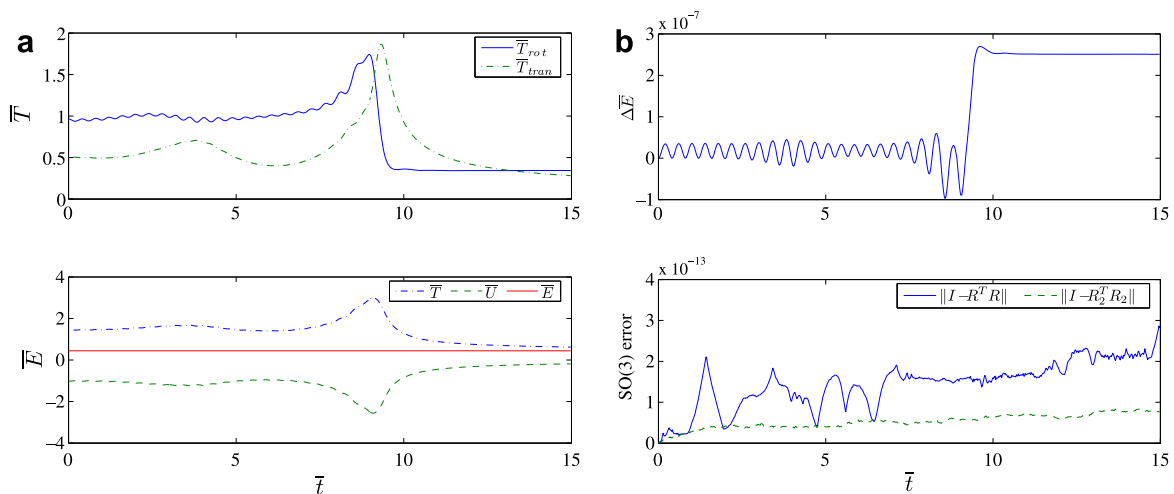 a
2
1.5
1
0.5
0
T̅
T̅rot
T̅tran
0 5 10 15
4
2
0
−2
−4
E̅
T̅ U̅ E̅
0 5 10 15
t̅
b
x 10⁻⁷
3
2
1
0
−1
ΔE̅
0 5 10 15
x 10⁻¹³
4
3
2
1
0
SO(3) error
‖I−RᵀR‖ ‖I−R₂ᵀR₂‖
0 5 10 15
t̅